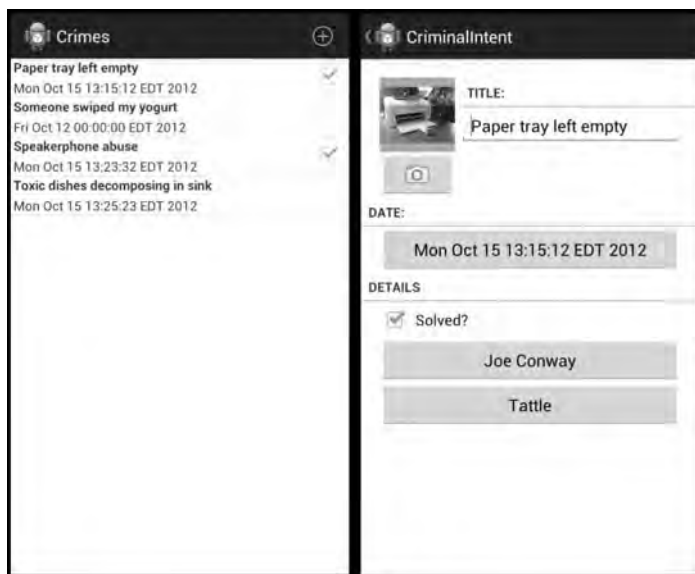 Crimes
Paper tray left empty
Mon Oct 15 13:15:12 EDT 2012
Someone swiped my yogurt
Fri Oct 12 00:00:00 EDT 2012
Speakerphone abuse
Mon Oct 15 13:23:32 EDT 2012
Toxic dishes decomposing in sink
Mon Oct 15 13:25:23 EDT 2012
CriminalIntent
TITLE:
Paper tray left empty
DATE:
Mon Oct 15 13:15:12 EDT 2012
DETAILS
Solved?
Joe Conway
Tattle